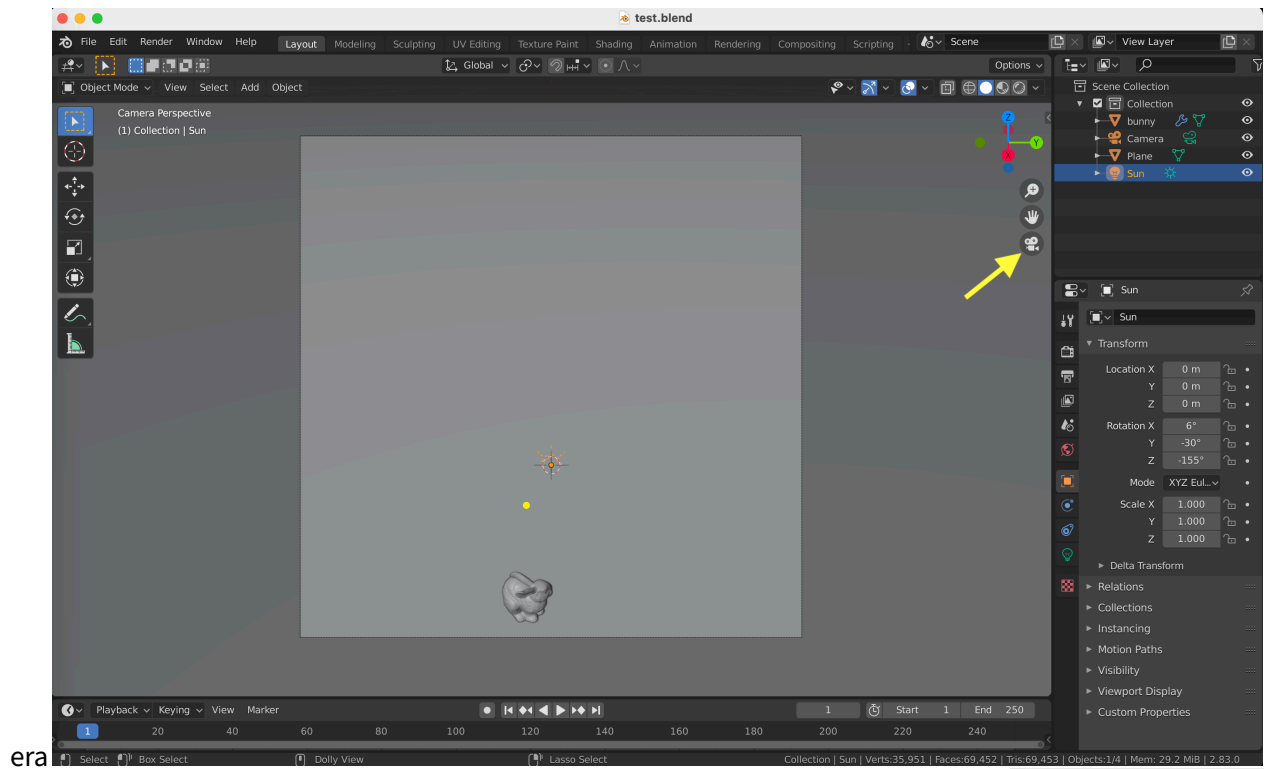 test.blend
File Edit Render Window Help Layout Modeling Sculpting UV Editing Texture Paint Shading Animation Rendering Compositing Scripting Scene View Layer
Global Options
Object Mode View Select Add Object
Camera Perspective
(1) Collection | Sun
Z
Y
X
Scene Collection
Collection
bunny
Camera
Plane
Sun
Sun
Sun
Transform
Location X 0 m
Y 0 m
Z 0 m
Rotation X 6°
Y -30°
Z -155°
Mode XYZ Eul...
Scale X 1.000
Y 1.000
Z 1.000
Delta Transform
Relations
Collections
Instancing
Motion Paths
Visibility
Viewport Display
Custom Properties
Playback Keying View Marker 1 Start 1 End 250
1 20 40 60 80 100 120 140 160 180 200 220 240
era Select Box Select Dolly View Lasso Select Collection | Sun | Verts:35,951 | Faces:69,452 | Tris:69,453 | Objects:1/4 | Mem: 29.2 MiB | 2.83.0